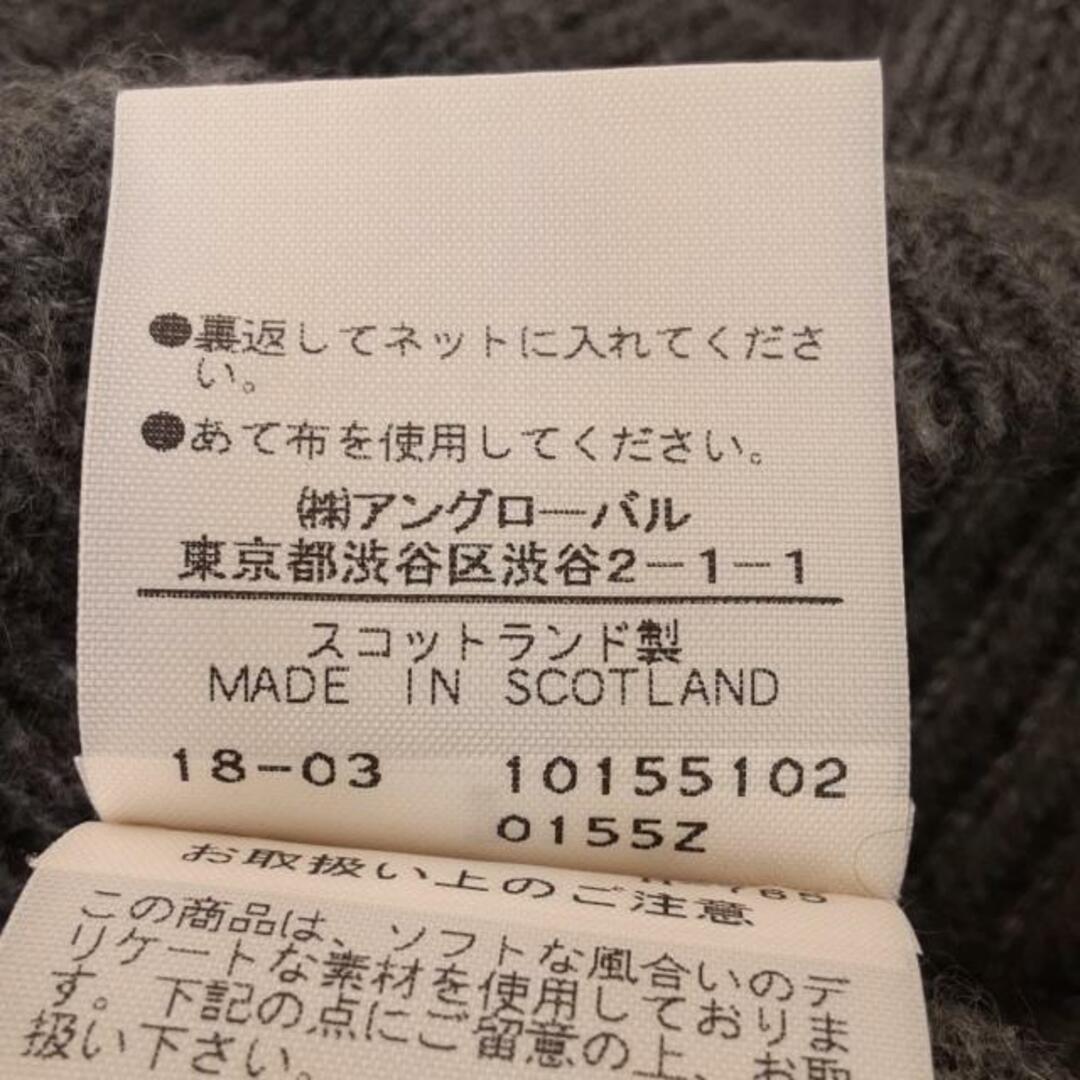 ●裏返してネットに入れてくださ
い。
●あて布を使用してください。
㈱アングローバル
東京都渋谷区渋谷2-1-1
スコットランド製
MADE IN SCOTLAND
18-03 10155102
0155Z
お取扱い上のご注意
この商品は、ソフトな風合いのデ
リケートな素材を使用しておりま
す。下記の点にご留意の上、お取
扱い下さい。